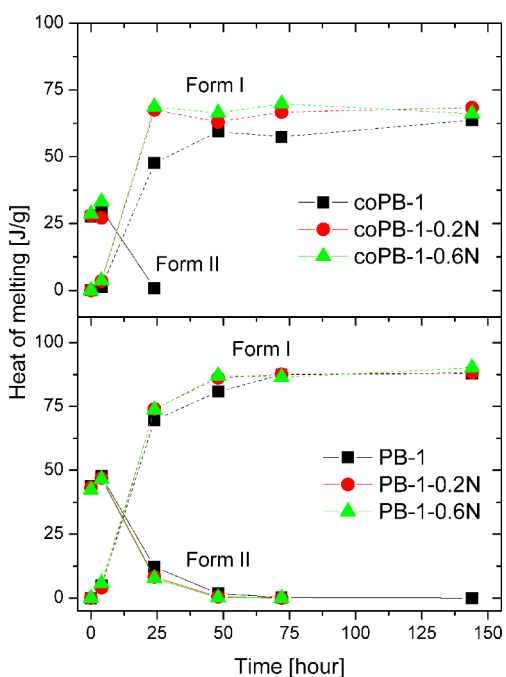 Heat of melting [J/g]
100
75
50
25
0
Form I
Form II
coPB-1
coPB-1-0.2N
coPB-1-0.6N
100
75
50
25
0
Form I
Form II
PB-1
PB-1-0.2N
PB-1-0.6N
0 25 50 75 100 125 150
Time [hour]